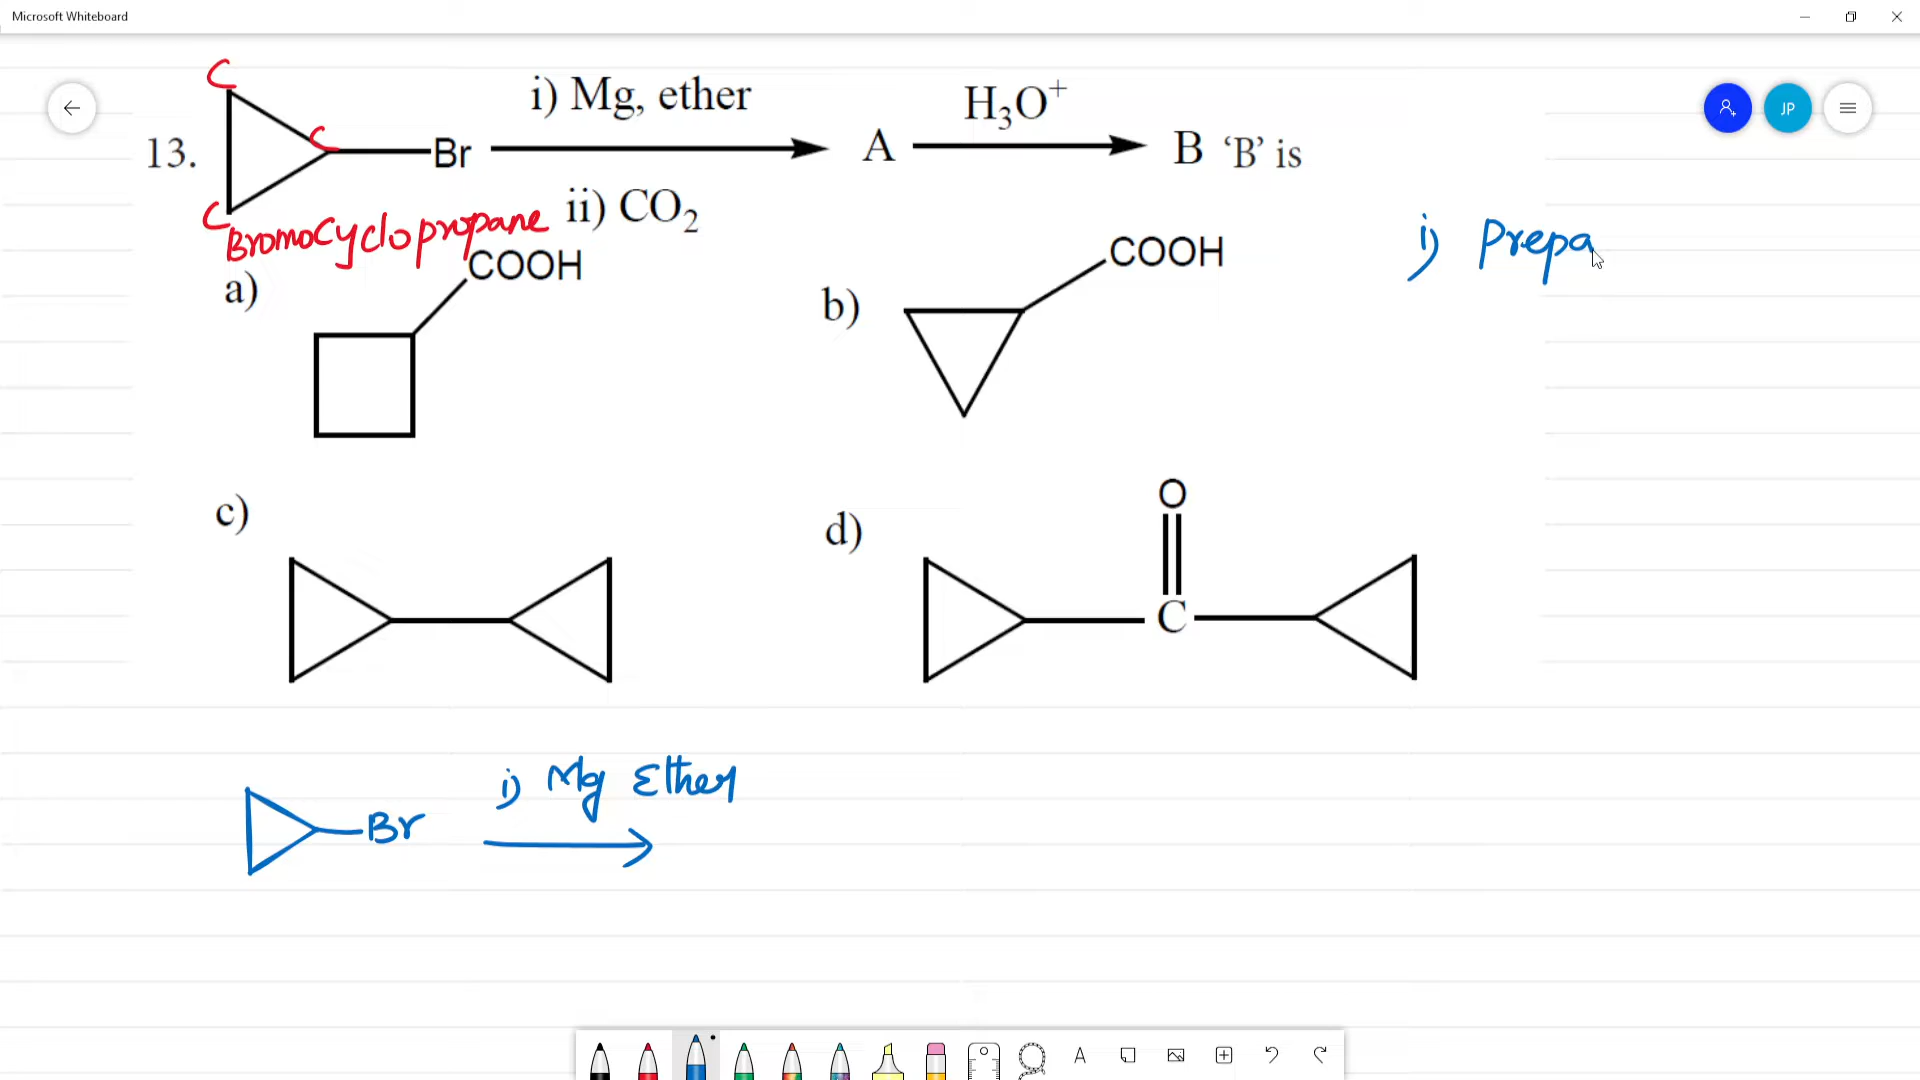 Microsoft Whiteboard
C
i) Mg, ether
H3O+
JP
13.
C
Br
A
B 'B' is
ii) CO2
C
Bromocyclopropane
i) Prepa
a)
COOH
b)
COOH
c)
d)
O
C
i) Mg Ether
Br
A